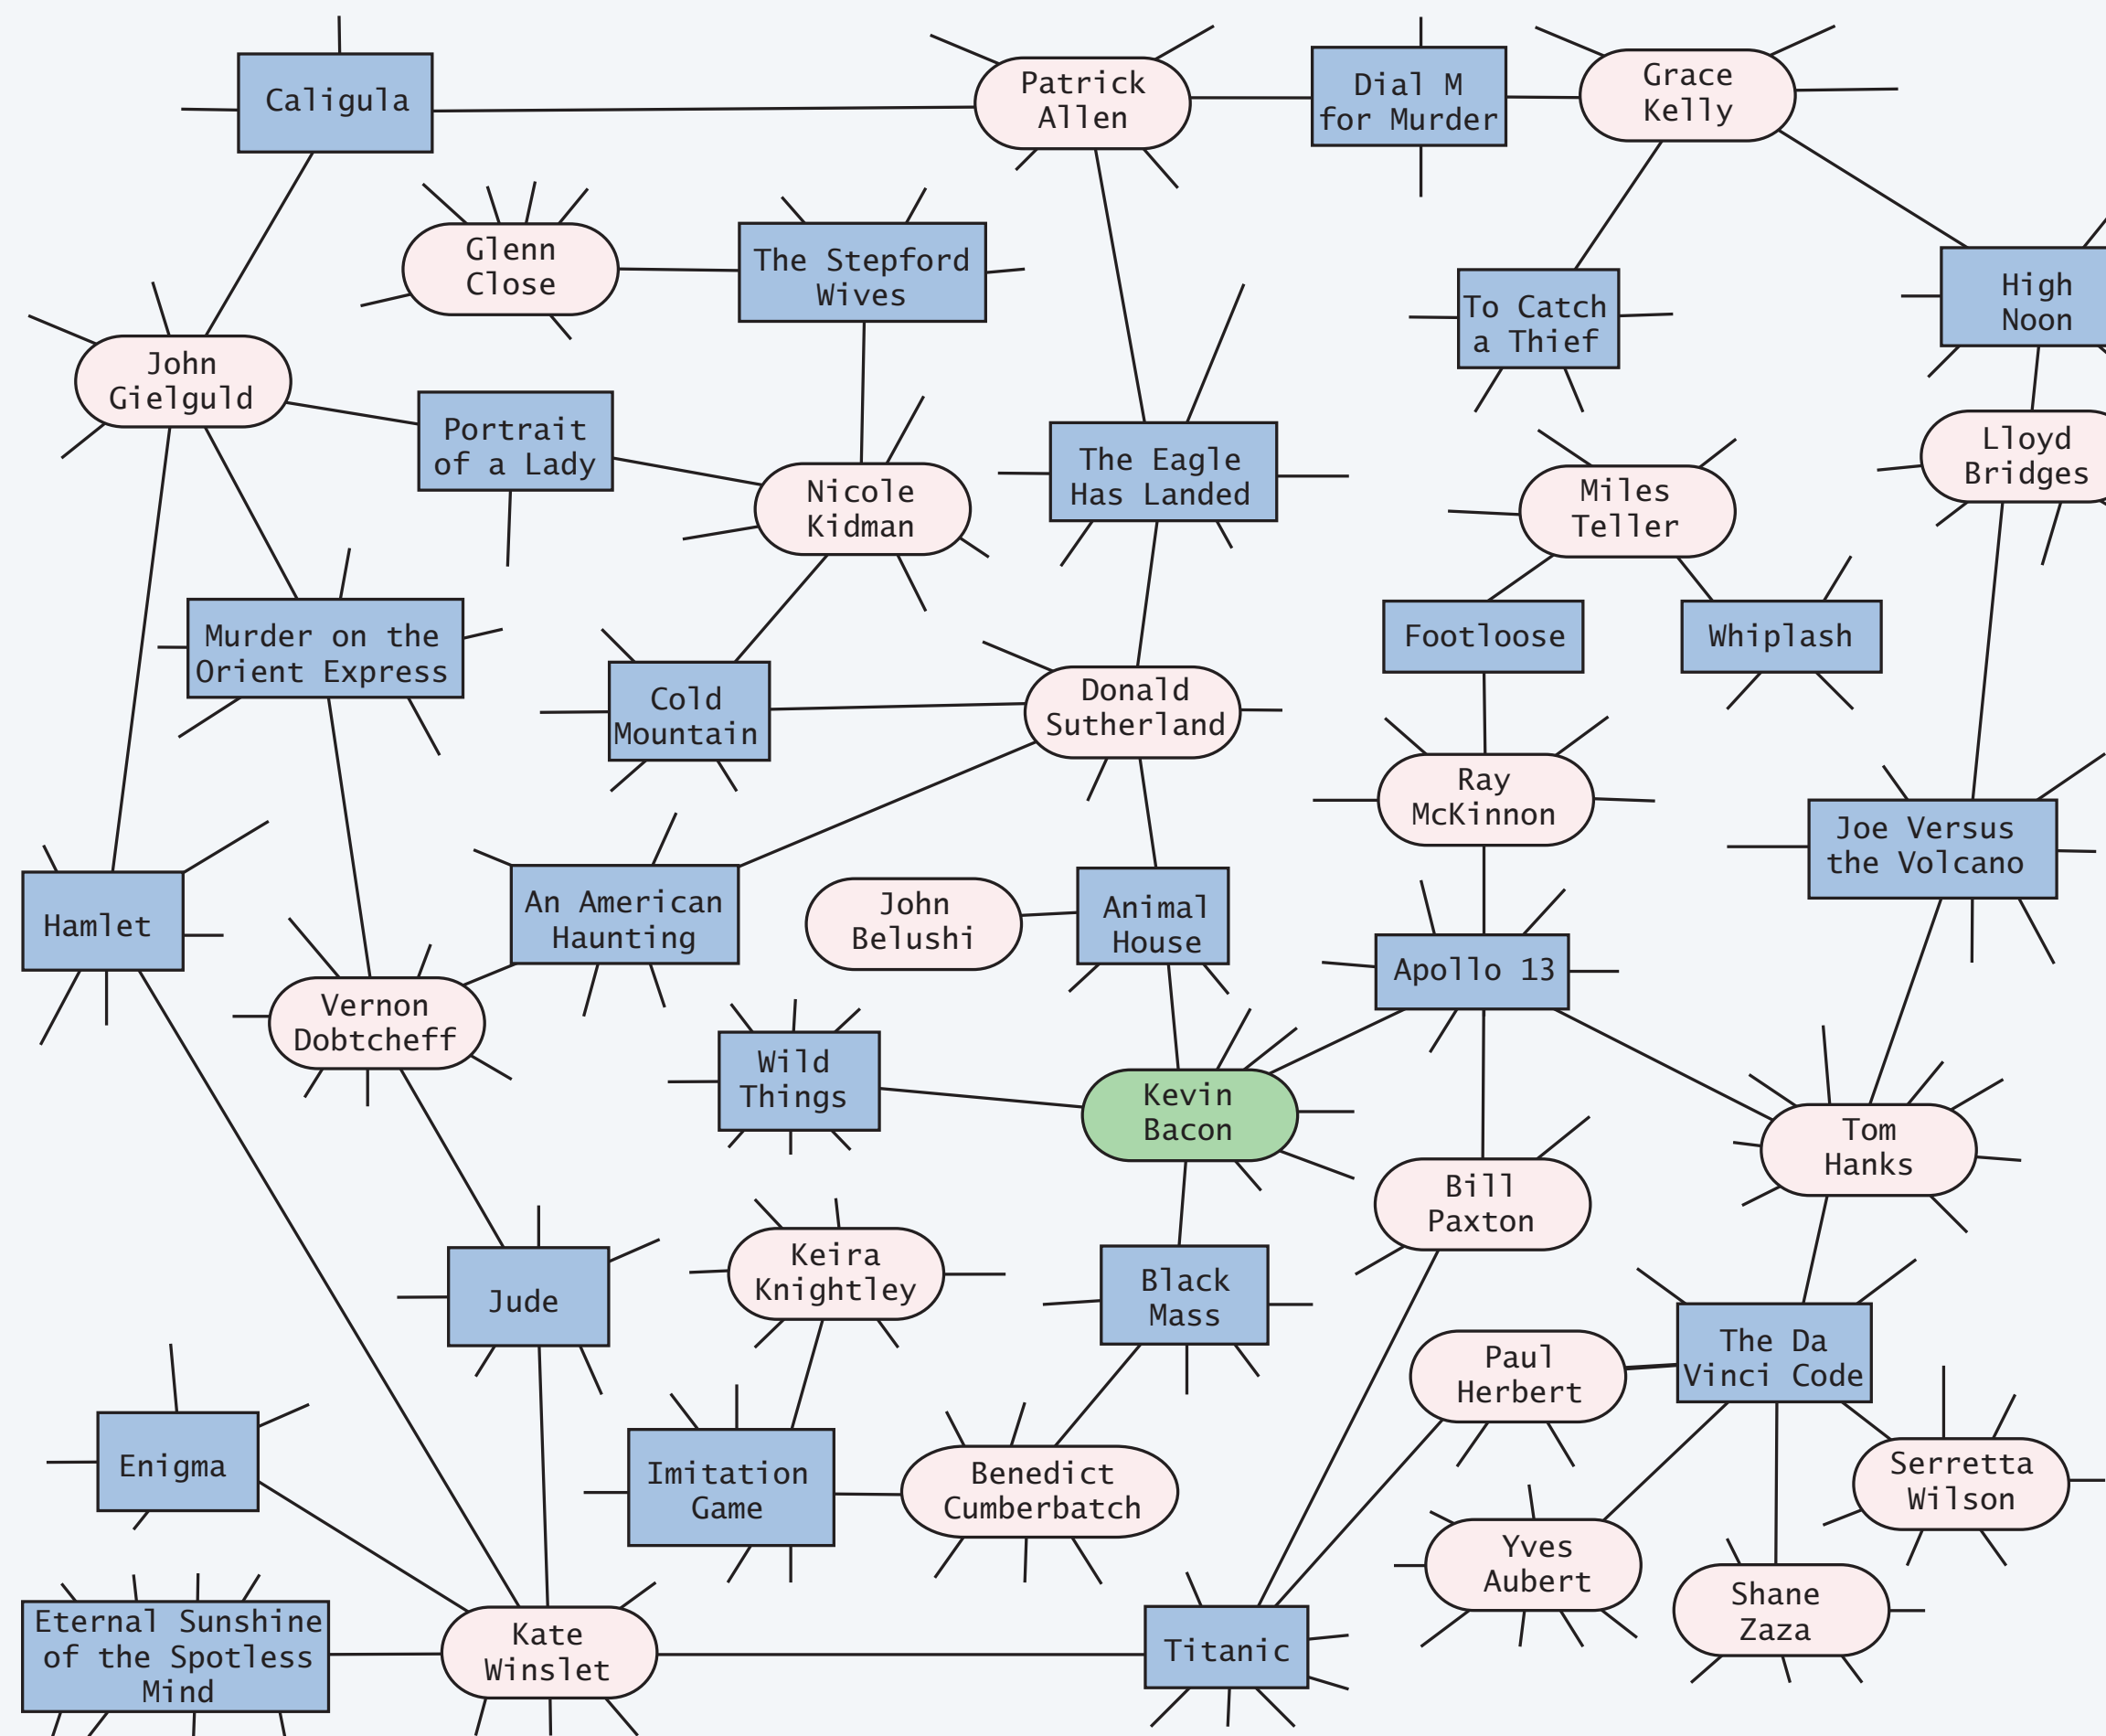 Caligula
Patrick
Allen
Dial M
for Murder
Grace
Kelly
Glenn
Close
The Stepford
Wives
To Catch
a Thief
High
Noon
John
Gielguld
Portrait
of a Lady
Nicole
Kidman
The Eagle
Has Landed
Miles
Teller
Lloyd
Bridges
Murder on the
Orient Express
Cold
Mountain
Donald
Sutherland
Footloose
Whiplash
Ray
McKinnon
Joe Versus
the Volcano
Hamlet
An American
Haunting
John
Belushi
Animal
House
Apollo 13
Vernon
Dobtcheff
Wild
Things
Kevin
Bacon
Tom
Hanks
Bill
Paxton
Jude
Keira
Knightley
Black
Mass
Paul
Herbert
The Da
Vinci Code
Enigma
Imitation
Game
Benedict
Cumberbatch
Serretta
Wilson
Yves
Aubert
Shane
Zaza
Eternal Sunshine
of the Spotless
Mind
Kate
Winslet
Titanic